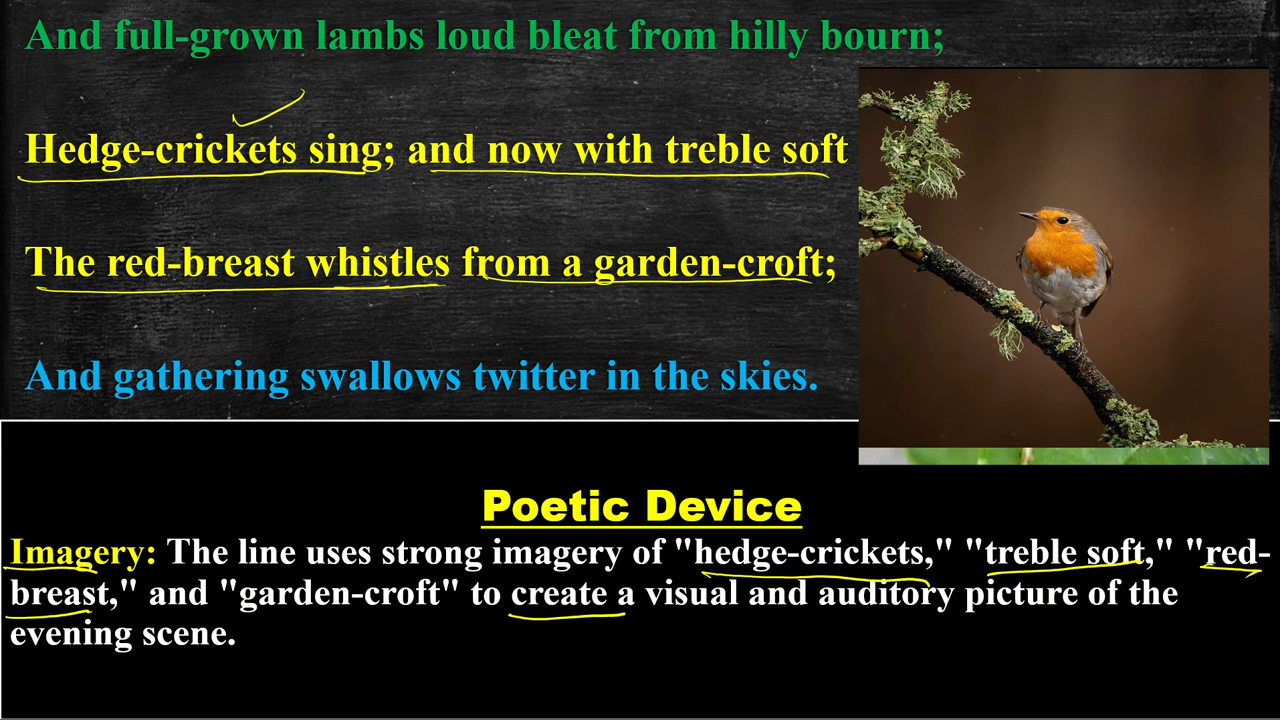 And full-grown lambs loud bleat from hilly bourn;
Hedge-crickets sing; and now with treble soft
The red-breast whistles from a garden-croft;
And gathering swallows twitter in the skies.
Poetic Device
Imagery: The line uses strong imagery of "hedge-crickets," "treble soft," "red-
breast," and "garden-croft" to create a visual and auditory picture of the
evening scene.